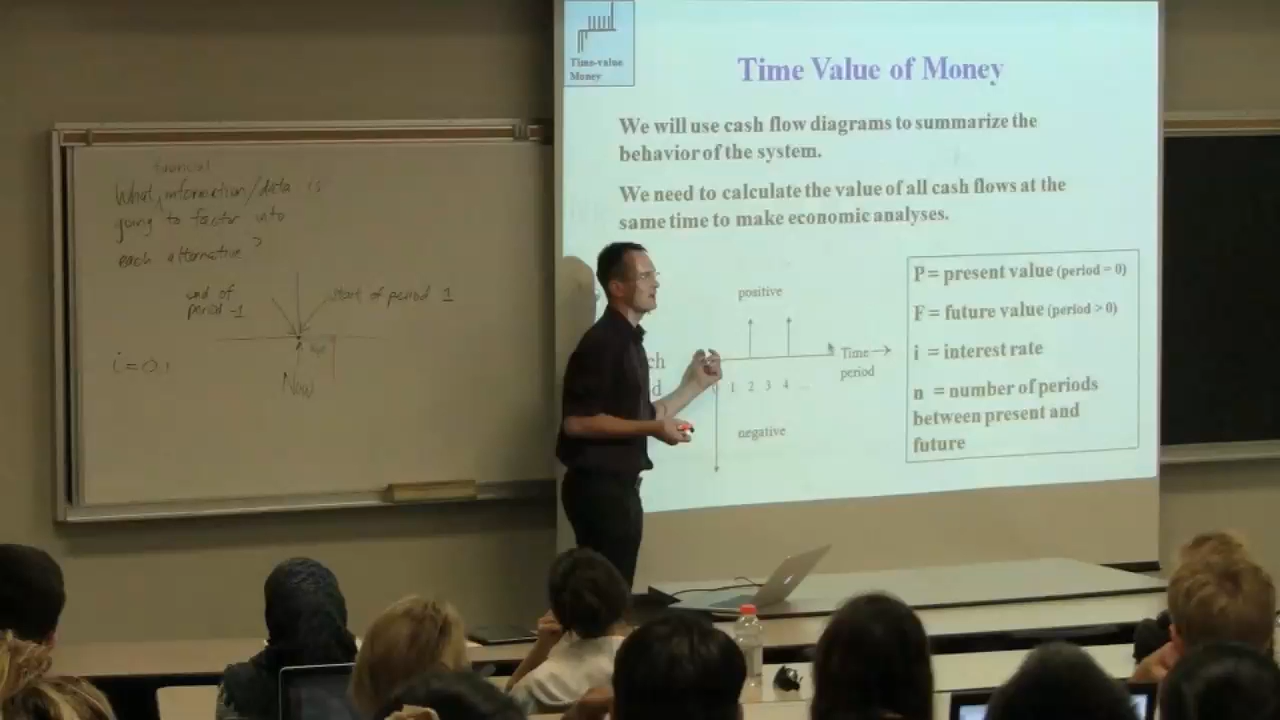 financial
What information/data is
going to factor into
each alternative?
end of
period -1
start of period 1
i=0.1
Now
Time-value
Money
Time Value of Money
We will use cash flow diagrams to summarize the
behavior of the system.
We need to calculate the value of all cash flows at the
same time to make economic analyses.
positive
ch
d
0 1 2 3 4 ...
Time →
period
negative
P = present value (period = 0)
F = future value (period > 0)
i = interest rate
n = number of periods
between present and
future